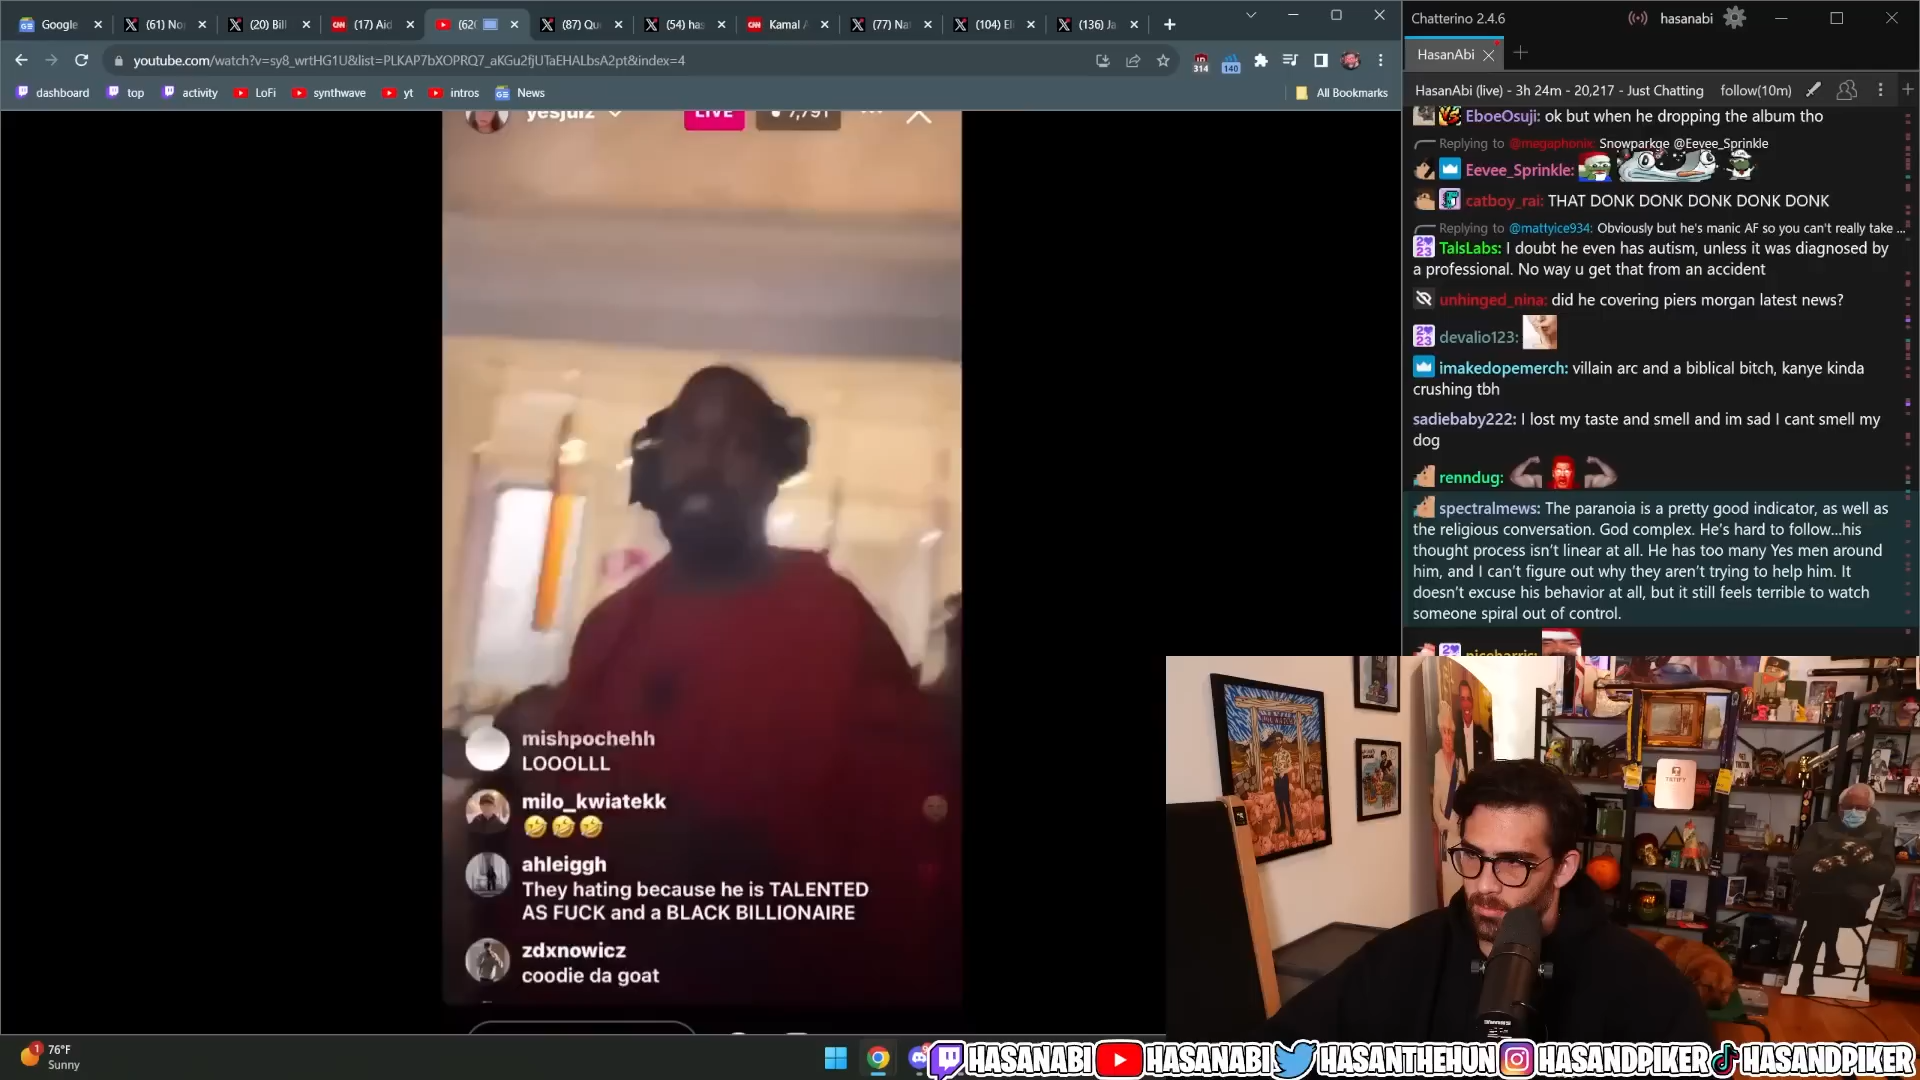 Google
(61) No
(20) Bill
(17) Aid
(62
(87) Qu
(54) has
Kamal
(77) Na
(104) El
(136) Ja
youtube.com/watch?v=sy8_wrtHG1U&list=PLKAP7bXOPRQ7_aKGu2fjUTaEHALbsA2pt&index=4
314
140
dashboard
top
activity
LoFi
synthwave
yt
intros
News
All Bookmarks
yesjulz
LIVE
7,791
mishpochehh
LOOOLLL
milo_kwiatekk
🤣🤣🤣
ahleiggh
They hating because he is TALENTED
AS FUCK and a BLACK BILLIONAIRE
zdxnowicz
coodie da goat
Chatterino 2.4.6
hasanabi
HasanAbi
HasanAbi (live) - 3h 24m - 20,217 - Just Chatting
follow(10m)
EboeOsuji: ok but when he dropping the album tho
Replying to @megaphonix: Snowparkge @Eevee_Sprinkle
Eevee_Sprinkle:
catboy_rai: THAT DONK DONK DONK DONK DONK
Replying to @mattyice934: Obviously but he's manic AF so you can't really take ...
TalsLabs: I doubt he even has autism, unless it was diagnosed by
a professional. No way u get that from an accident
unhinged_nina: did he covering piers morgan latest news?
devalio123:
imakedopemerch: villain arc and a biblical bitch, kanye kinda
crushing tbh
sadiebaby222: I lost my taste and smell and im sad I cant smell my
dog
renndug:
spectralmews: The paranoia is a pretty good indicator, as well as
the religious conversation. God complex. He's hard to follow...his
thought process isn't linear at all. He has too many Yes men around
him, and I can't figure out why they aren't trying to help him. It
doesn't excuse his behavior at all, but it still feels terrible to watch
someone spiral out of control.
1
76°F
Sunny
HASANABI
HASANABI
HASANTHEHUN
HASANDPIKER
HASANDPIKER